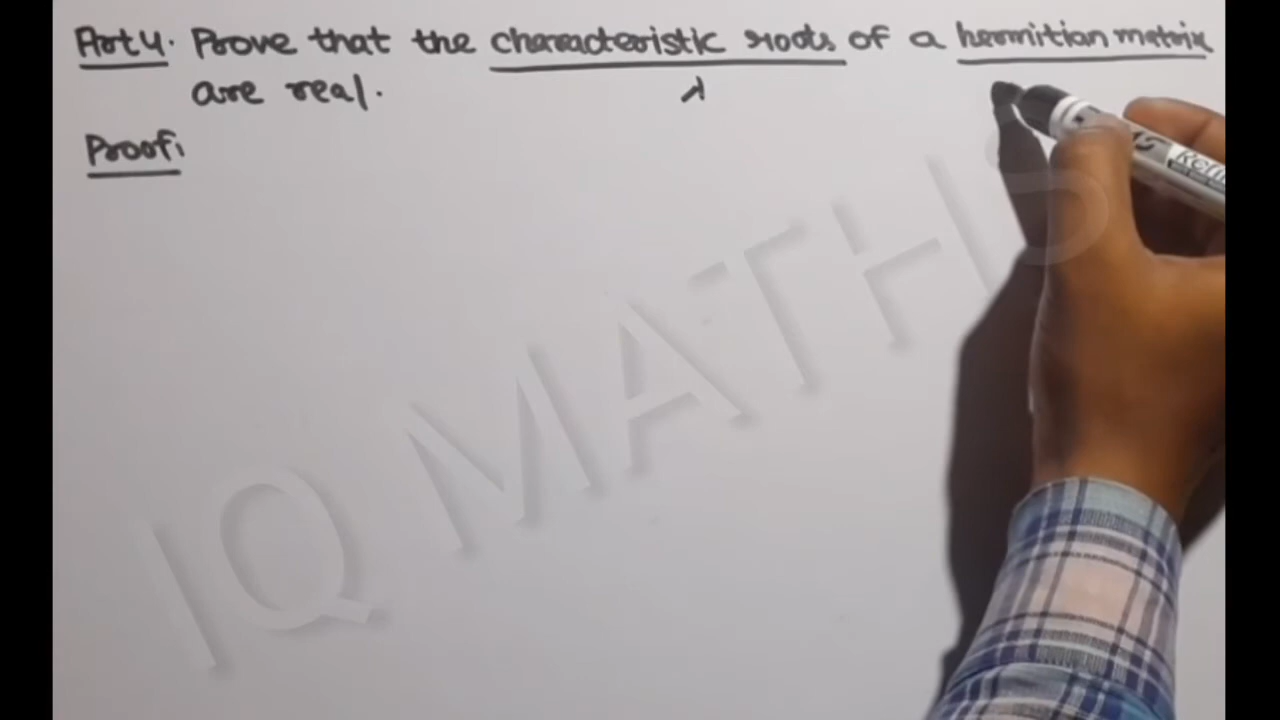 Art 4. Prove that the characteristic roots of a hermitian matrix
are real. λ
Proof:
IQ MATHS